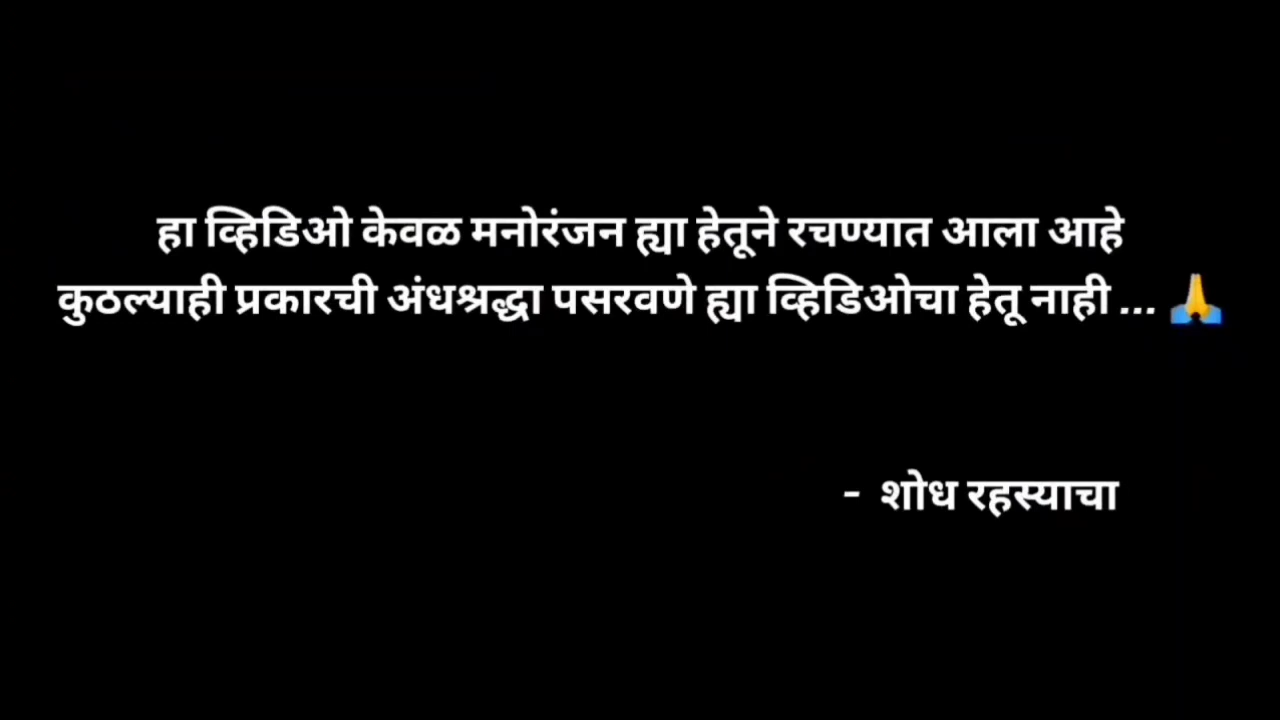 हा व्हिडिओ केवळ मनोरंजन ह्या हेतूने रचण्यात आला आहे
कुठल्याही प्रकारची अंधश्रद्धा पसरवणे ह्या व्हिडिओचा हेतू नाही ... 🙏
- शोध रहस्याचा